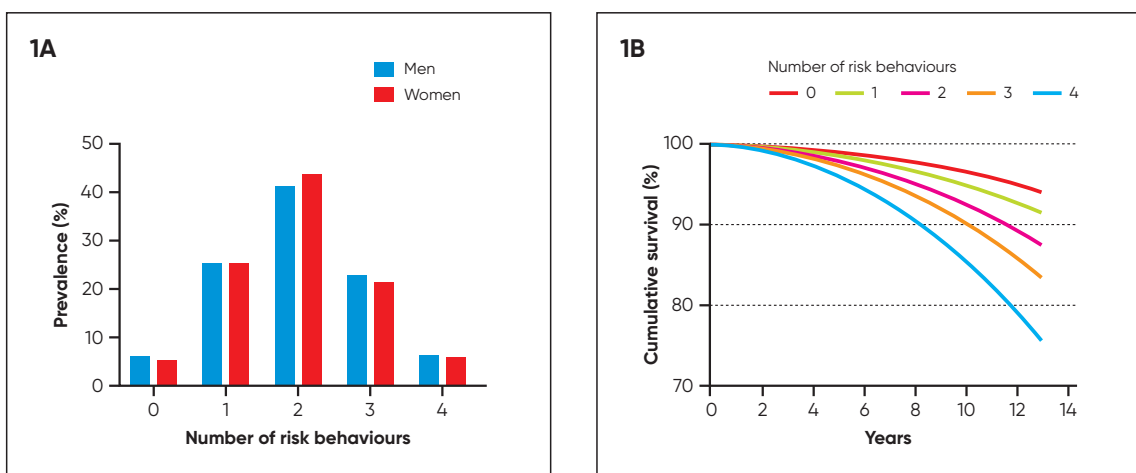 1A
Men
Women
Prevalence (%)
50
40
30
20
10
0
0 1 2 3 4
Number of risk behaviours
1B
Number of risk behaviours
0 1 2 3 4
Cumulative survival (%)
100
90
80
70
0 2 4 6 8 10 12 14
Years